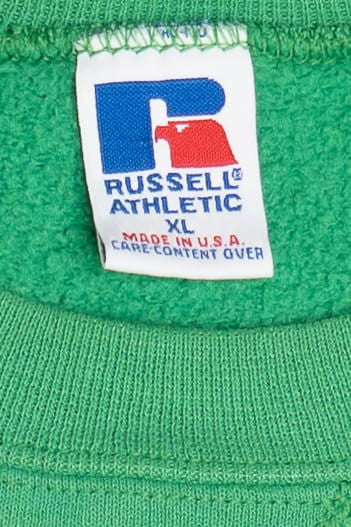 RUSSELL®
ATHLETIC
XL
MADE IN U.S.A.
CARE-CONTENT OVER